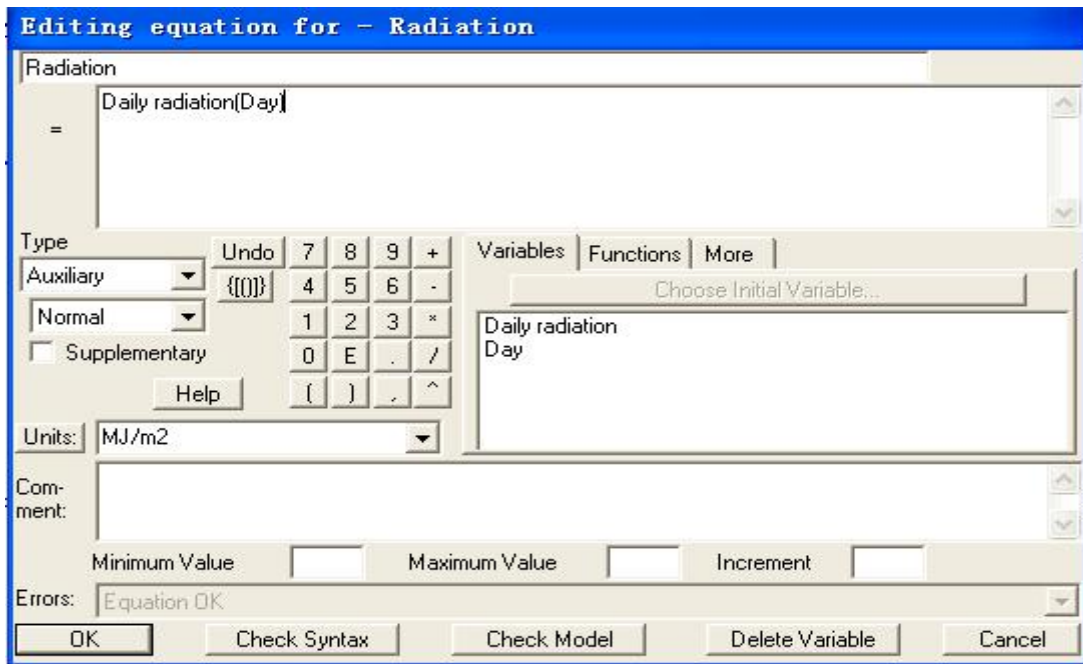 Editing equation for - Radiation
Radiation
= Daily radiation(Day)
Type
Auxiliary
Normal
Supplementary
Help
Undo 7 8 9 +
{[()]} 4 5 6 -
1 2 3 *
0 E . /
( ) , ^
Variables Functions More
Choose Initial Variable...
Daily radiation
Day
Units: MJ/m2
Com-
ment:
Minimum Value Maximum Value Increment
Errors: Equation OK
OK Check Syntax Check Model Delete Variable Cancel